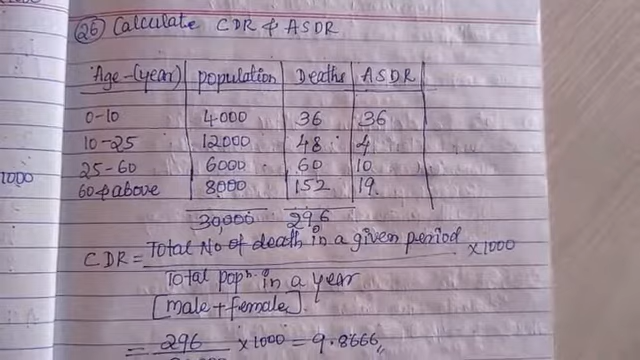 (26) Calculate CDR & ASDR
Age-(year) population Deaths ASDR
0-10 4000 36 36
10-25 12000 48 4
25-60 6000 60 10
60 & above 8000 152 19
30,000 296
CDR = Total No of death in a given period ×1000
Total popn. in a year
[male + female].
1000
= 296 ×1000 = 9.8666,,